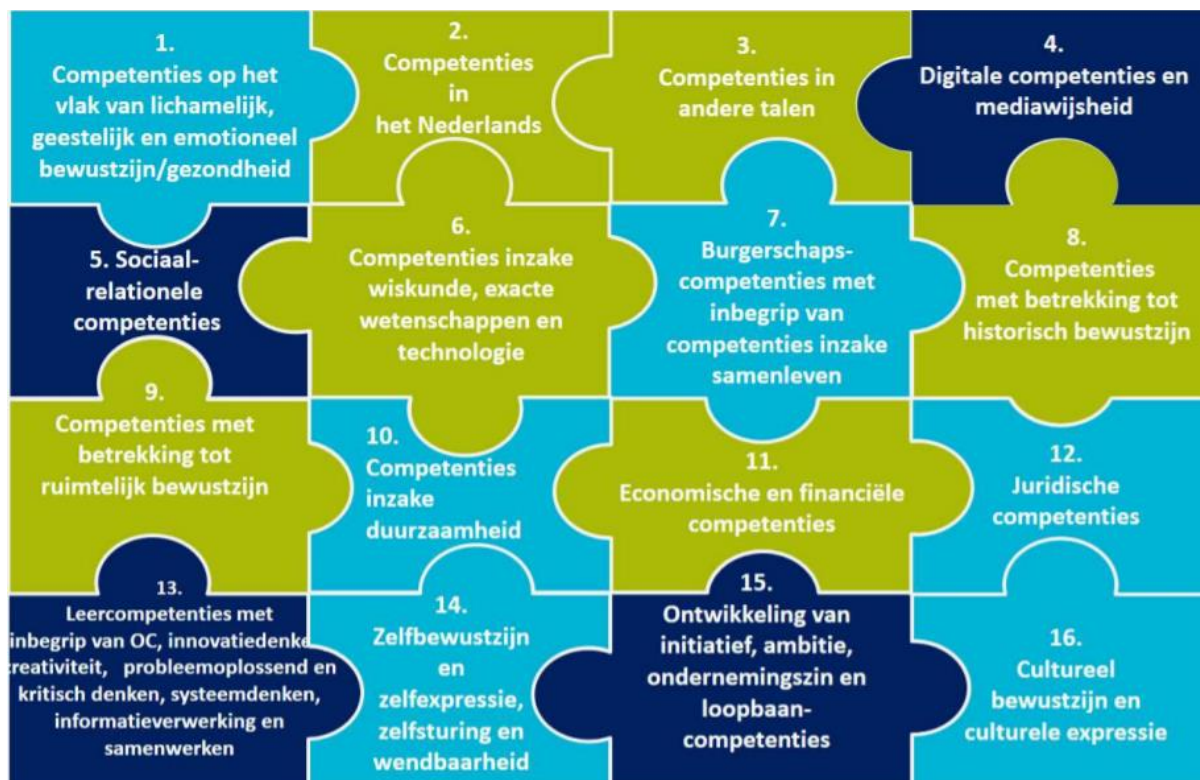 1.
Competenties op het
vlak van lichamelijk,
geestelijk en emotioneel
bewustzijn/gezondheid
2.
Competenties
in
het Nederlands
3.
Competenties in
andere talen
4.
Digitale competenties en
mediawijsheid
5. Sociaal-
relationele
competenties
6.
Competenties inzake
wiskunde, exacte
wetenschappen en
technologie
7.
Burgerschaps-
competenties met
inbegrip van
competenties inzake
samenleven
8.
Competenties
met betrekking tot
historisch bewustzijn
9.
Competenties met
betrekking tot
ruimtelijk bewustzijn
10.
Competenties
inzake
duurzaamheid
11.
Economische en financiële
competenties
12.
Juridische
competenties
13.
Leercompetenties met
inbegrip van OC, innovatiedenke
creativiteit, probleemoplossend en
kritisch denken, systeemdenken,
informatieverwerking en
samenwerken
14.
Zelfbewustzijn
en
zelfexpressie,
zelfsturing en
wendbaarheid
15.
Ontwikkeling van
initiatief, ambitie,
ondernemingszin en
loopbaan-
competenties
16.
Cultureel
bewustzijn en
culturele expressie